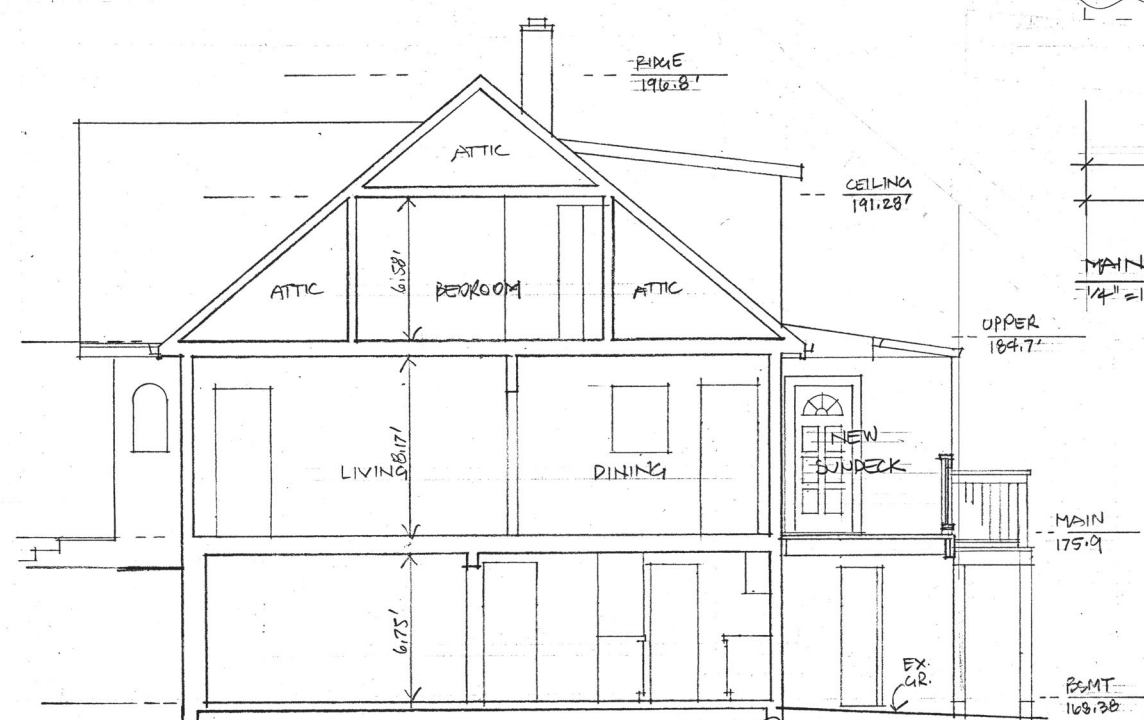 RIDGE
196.8'
ATTIC
CEILING
191.28'
6.58'
ATTIC
BEDROOM
ATTIC
MAIN
1/4" = 1
UPPER
184.7'
8.17'
LIVING
DINING
NEW
SUNDECK
MAIN
175.9
6.75'
EX.
GR.
BSMT
168.38